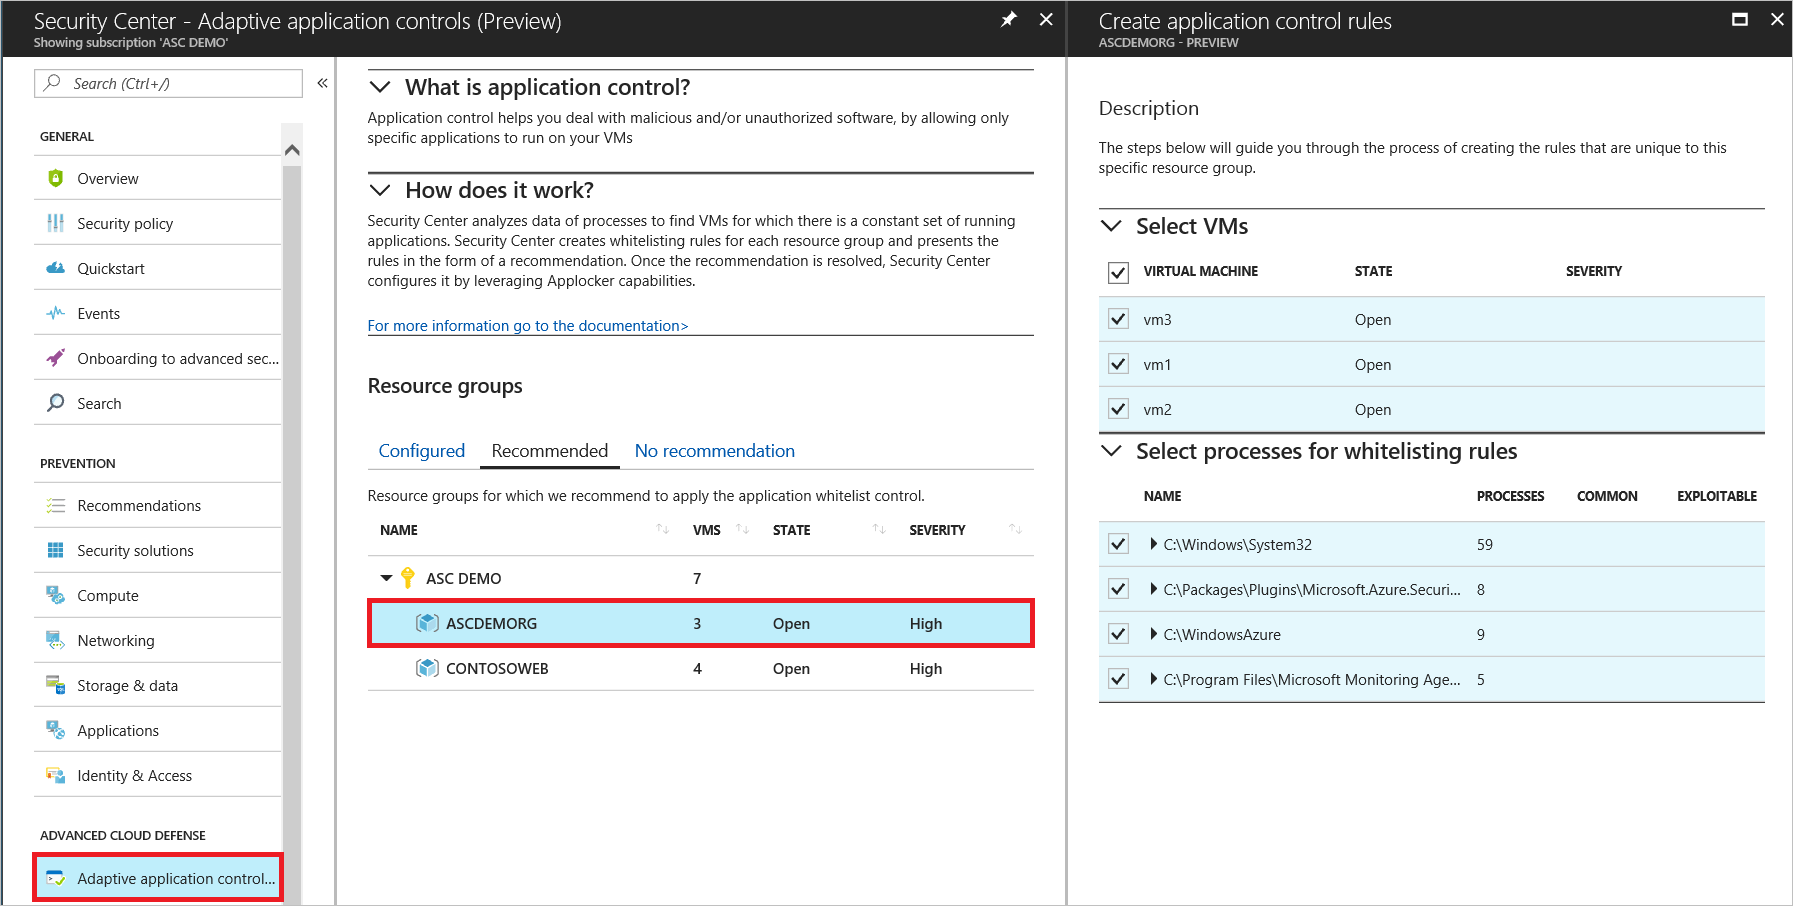 Security Center - Adaptive application controls (Preview)
Showing subscription 'ASC DEMO'
Search (Ctrl+/)
GENERAL
Overview
Security policy
Quickstart
Events
Onboarding to advanced sec...
Search
PREVENTION
Recommendations
Security solutions
Compute
Networking
Storage & data
Applications
Identity & Access
ADVANCED CLOUD DEFENSE
Adaptive application control...
What is application control?
Application control helps you deal with malicious and/or unauthorized software, by allowing only
specific applications to run on your VMs
How does it work?
Security Center analyzes data of processes to find VMs for which there is a constant set of running
applications. Security Center creates whitelisting rules for each resource group and presents the
rules in the form of a recommendation. Once the recommendation is resolved, Security Center
configures it by leveraging Applocker capabilities.
For more information go to the documentation>
Resource groups
Configured Recommended No recommendation
Resource groups for which we recommend to apply the application whitelist control.
NAME VMS STATE SEVERITY
ASC DEMO 7
ASCDEMORG 3 Open High
CONTOSOWEB 4 Open High
Create application control rules
ASCDEMORG - PREVIEW
Description
The steps below will guide you through the process of creating the rules that are unique to this
specific resource group.
Select VMs
VIRTUAL MACHINE STATE SEVERITY
vm3 Open
vm1 Open
vm2 Open
Select processes for whitelisting rules
NAME PROCESSES COMMON EXPLOITABLE
C:\Windows\System32 59
C:\Packages\Plugins\Microsoft.Azure.Securi... 8
C:\WindowsAzure 9
C:\Program Files\Microsoft Monitoring Age... 5